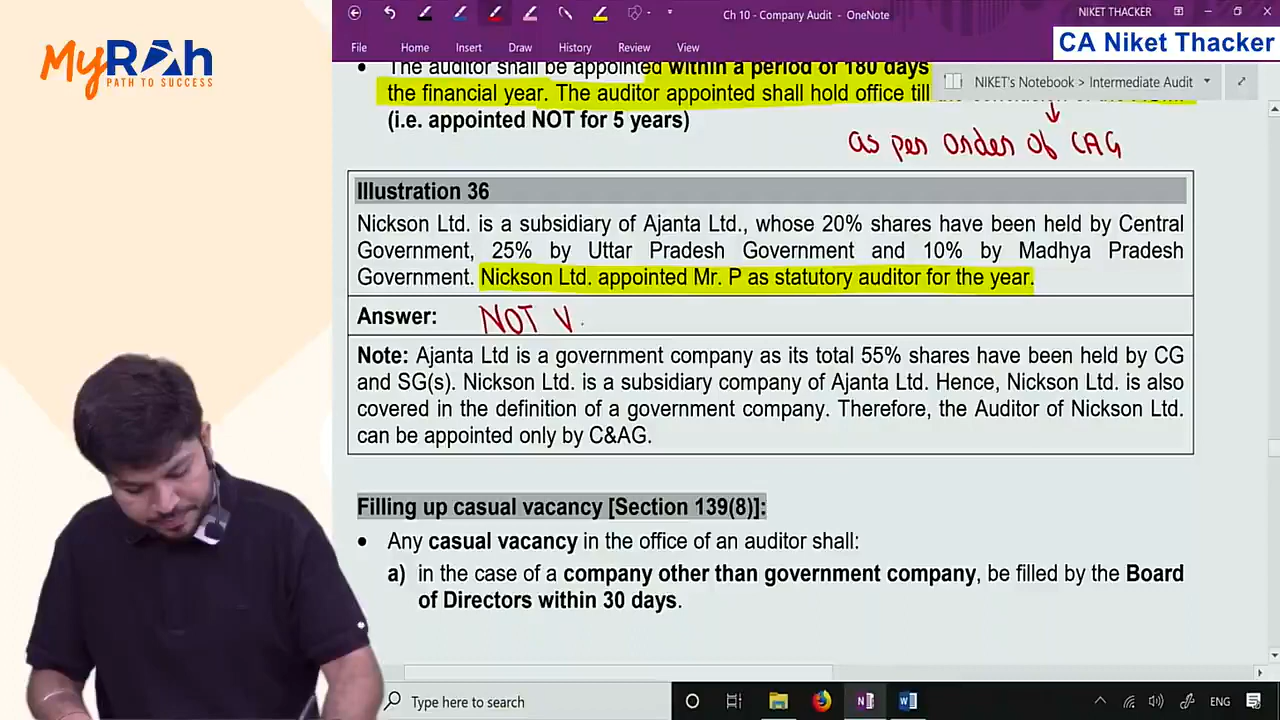 MyRAh
PATH TO SUCCESS
Ch 10 - Company Audit - OneNote
NIKET THACKER
File Home Insert Draw History Review View
CA Niket Thacker
• The auditor shall be appointed within a period of 180 days
NIKET's Notebook > Intermediate Audit
the financial year. The auditor appointed shall hold office till
(i.e. appointed NOT for 5 years)
as per order of CAG
Illustration 36
Nickson Ltd. is a subsidiary of Ajanta Ltd., whose 20% shares have been held by Central
Government, 25% by Uttar Pradesh Government and 10% by Madhya Pradesh
Government. Nickson Ltd. appointed Mr. P as statutory auditor for the year.
Answer: NOT V
Note: Ajanta Ltd is a government company as its total 55% shares have been held by CG
and SG(s). Nickson Ltd. is a subsidiary company of Ajanta Ltd. Hence, Nickson Ltd. is also
covered in the definition of a government company. Therefore, the Auditor of Nickson Ltd.
can be appointed only by C&AG.
Filling up casual vacancy [Section 139(8)]:
• Any casual vacancy in the office of an auditor shall:
a) in the case of a company other than government company, be filled by the Board
of Directors within 30 days.
Type here to search
ENG